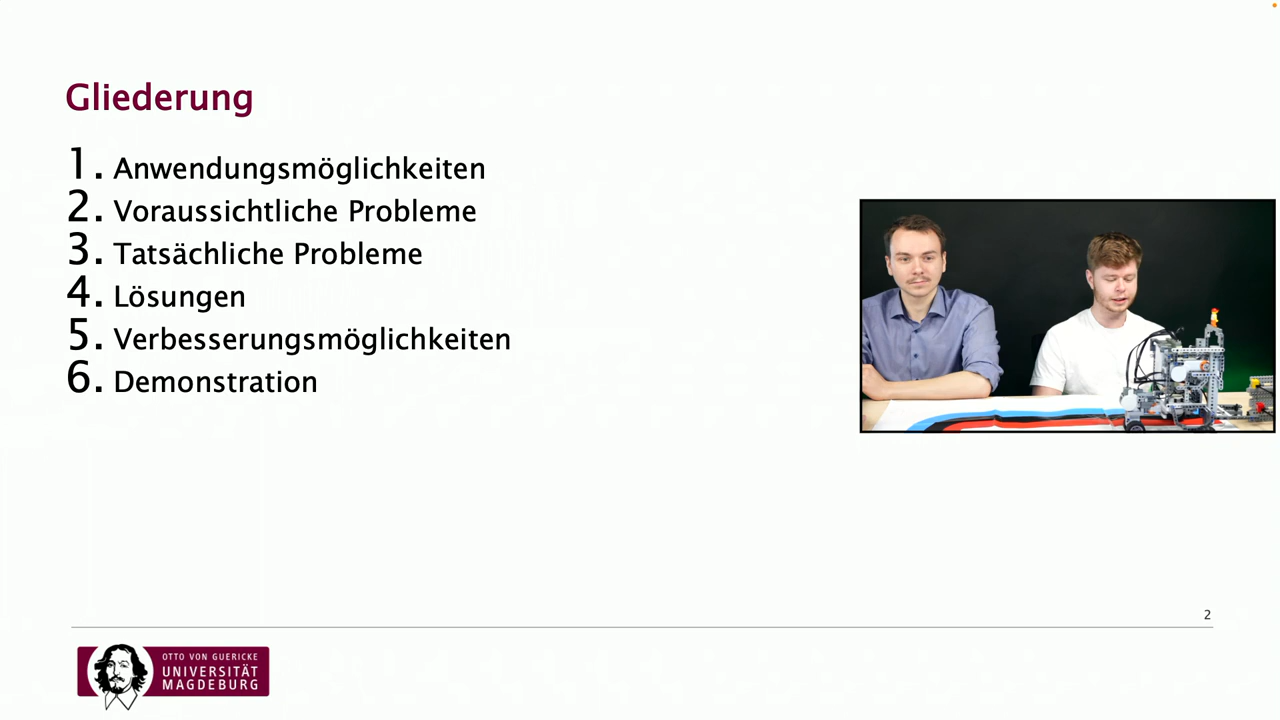 Gliederung
1. Anwendungsmöglichkeiten
2. Voraussichtliche Probleme
3. Tatsächliche Probleme
4. Lösungen
5. Verbesserungsmöglichkeiten
6. Demonstration
2
OTTO VON GUERICKE
UNIVERSITÄT
MAGDEBURG